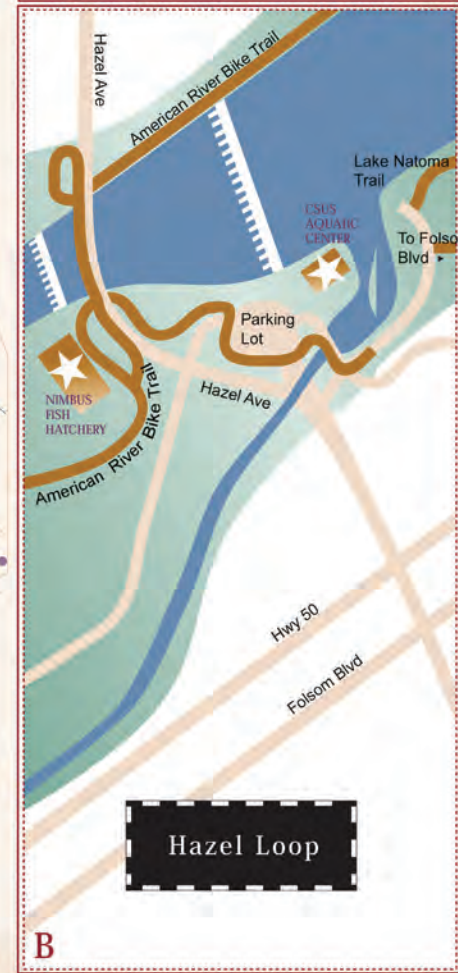 Hazel Ave
American River Bike Trail
Lake Natoma
Trail
CSUS
AQUATIC
CENTER
To Folso
Blvd ►
Parking
Lot
Hazel Ave
NIMBUS
FISH
HATCHERY
American River Bike Trail
Hwy 50
Folsom Blvd
Hazel Loop
B